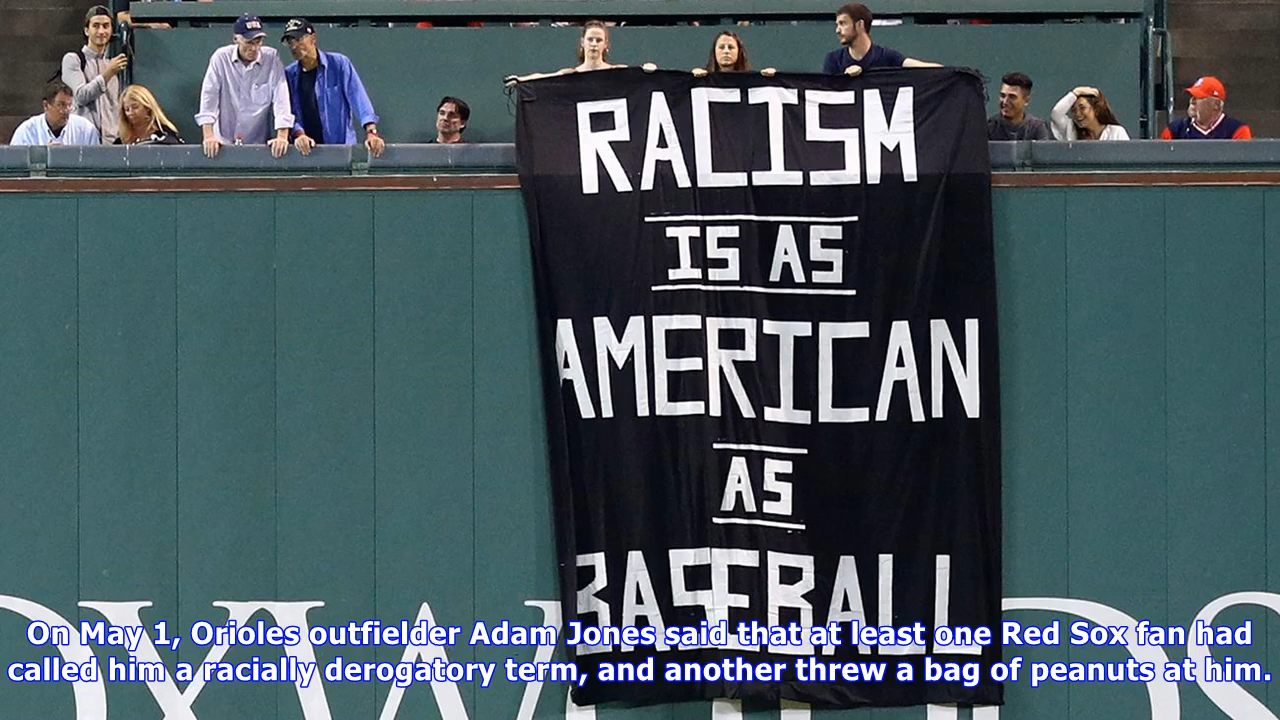 RACISM
IS AS
AMERICAN
AS
BASEBALL
On May 1, Orioles outfielder Adam Jones said that at least one Red Sox fan had
called him a racially derogatory term, and another threw a bag of peanuts at him.